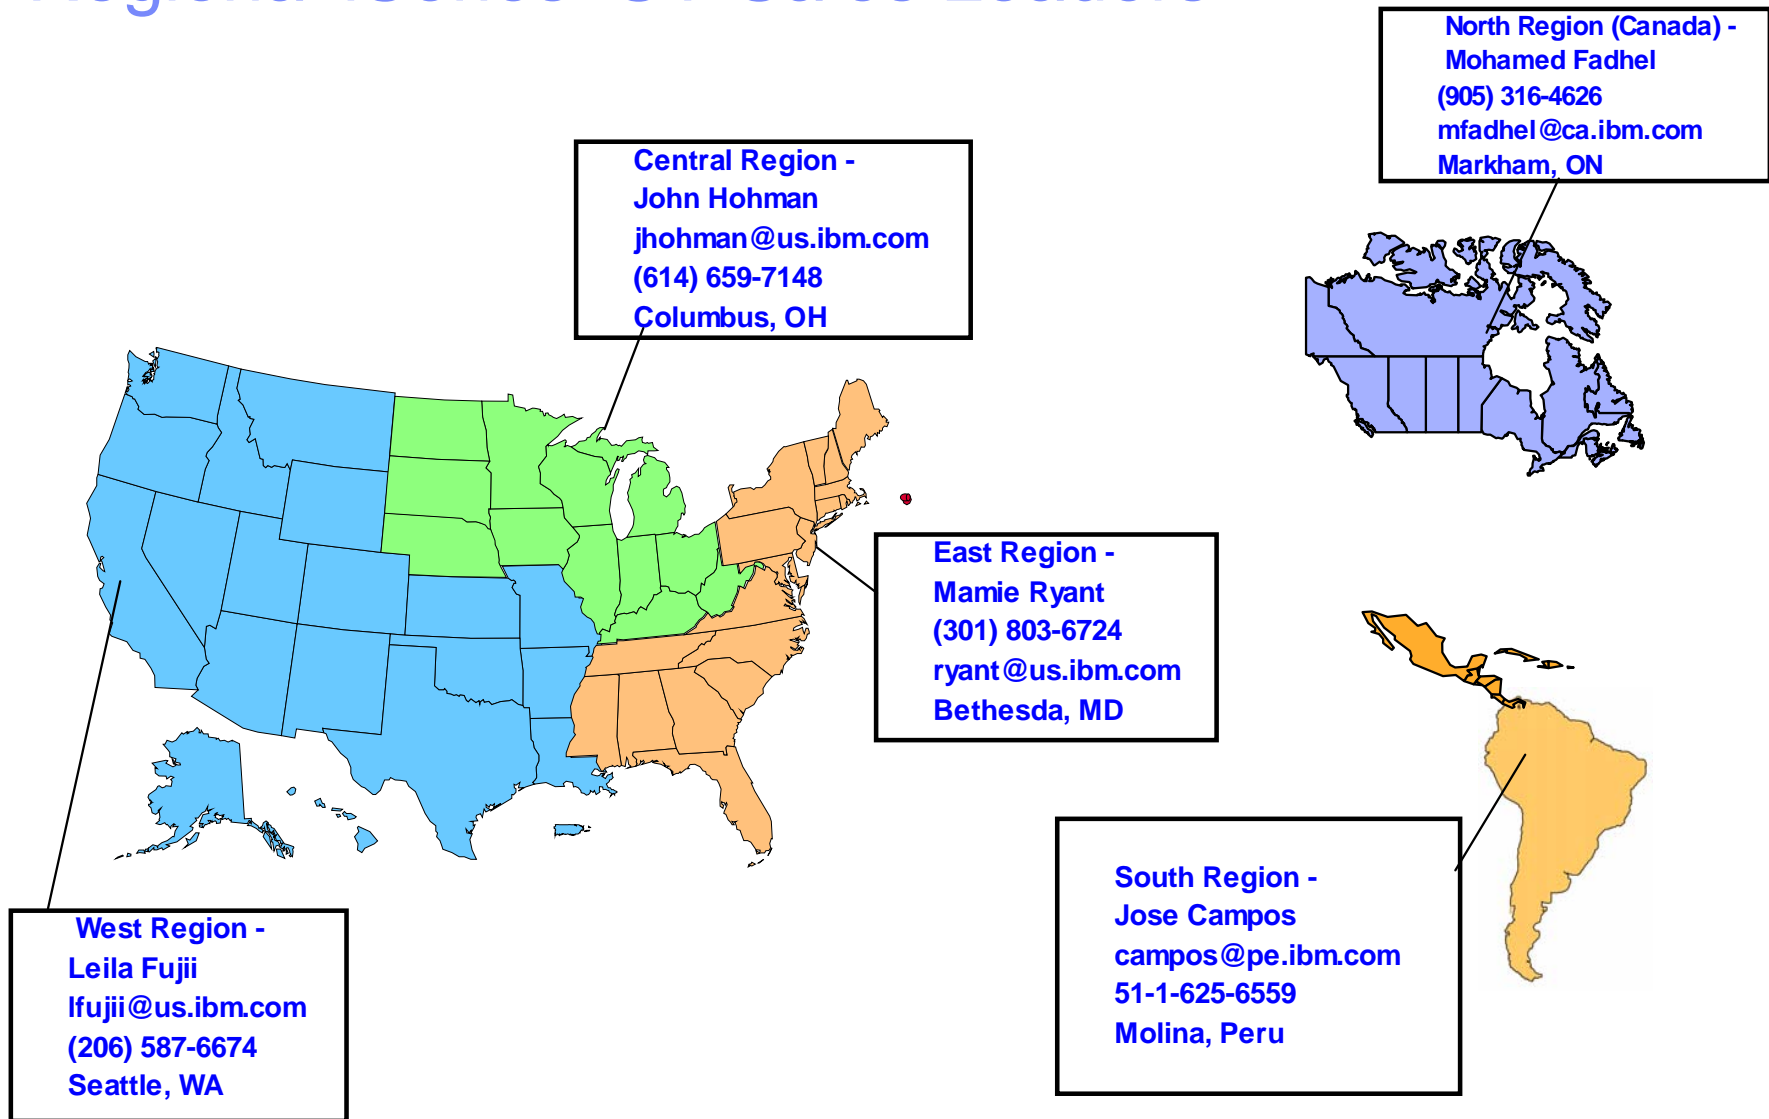 North Region (Canada) -
Mohamed Fadhel
(905) 316-4626
mfadhel@ca.ibm.com
Markham, ON
Central Region -
John Hohman
jhohman@us.ibm.com
(614) 659-7148
Columbus, OH
East Region -
Mamie Ryant
(301) 803-6724
ryant@us.ibm.com
Bethesda, MD
South Region -
Jose Campos
campos@pe.ibm.com
51-1-625-6559
Molina, Peru
West Region -
Leila Fujii
lfujii@us.ibm.com
(206) 587-6674
Seattle, WA